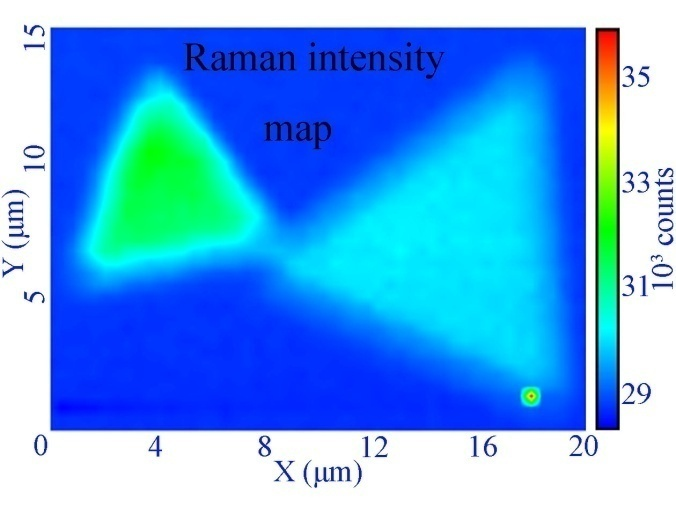 Raman intensity
map
15
10
5
Y (μm)
0
4
8
12
16
20
X (μm)
35
33
31
29
10³ counts